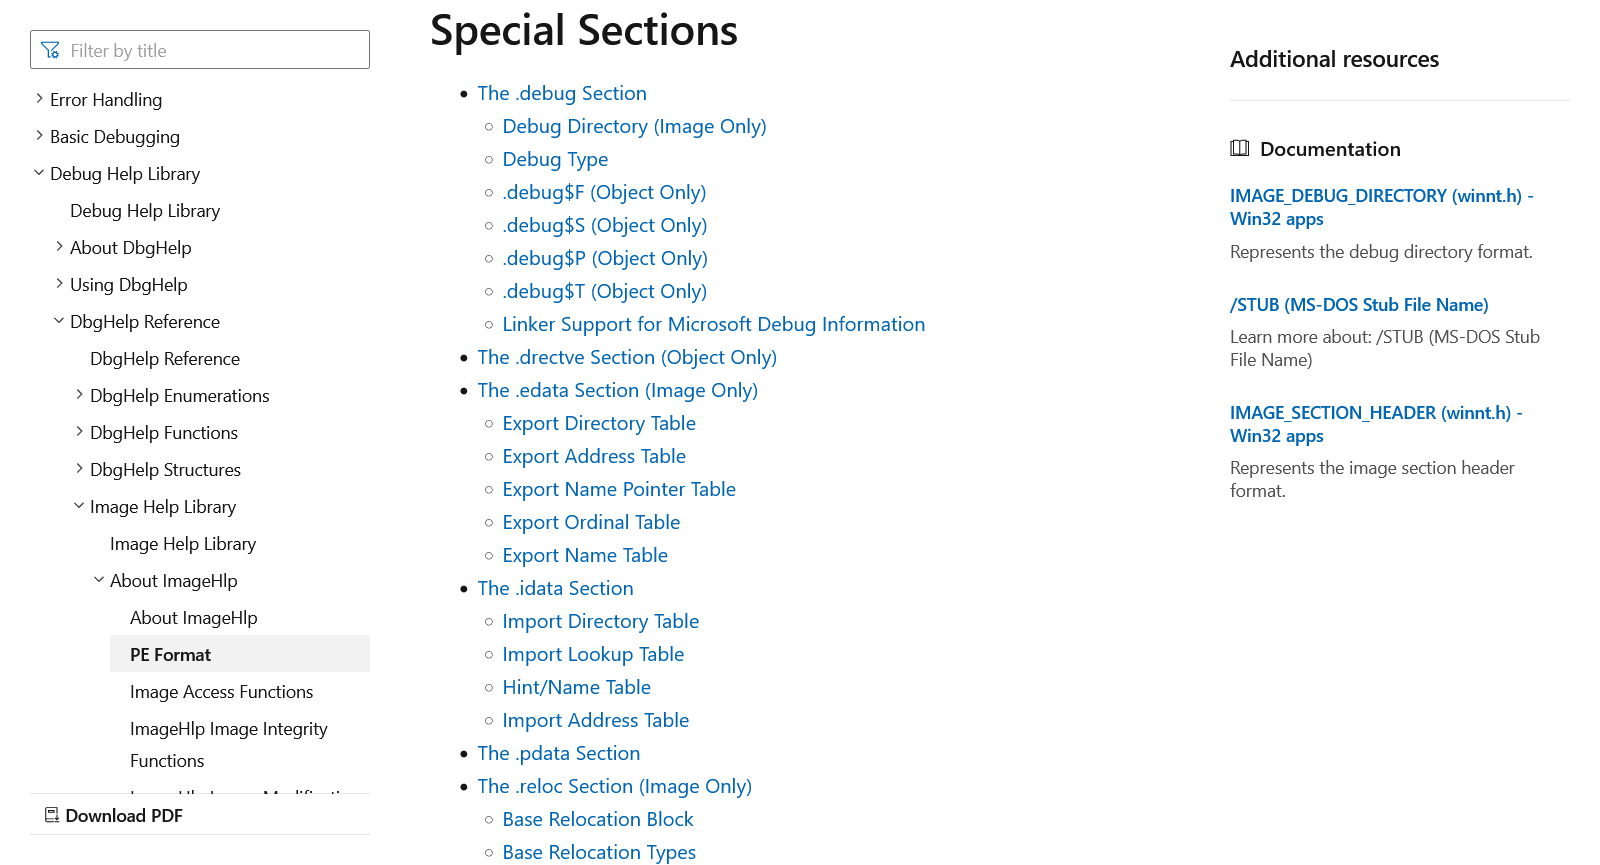 Filter by title
Error Handling
Basic Debugging
Debug Help Library
Debug Help Library
About DbgHelp
Using DbgHelp
DbgHelp Reference
DbgHelp Reference
DbgHelp Enumerations
DbgHelp Functions
DbgHelp Structures
Image Help Library
Image Help Library
About ImageHlp
About ImageHlp
PE Format
Image Access Functions
ImageHlp Image Integrity
Functions
Download PDF
Special Sections
The .debug Section
Debug Directory (Image Only)
Debug Type
.debug$F (Object Only)
.debug$S (Object Only)
.debug$P (Object Only)
.debug$T (Object Only)
Linker Support for Microsoft Debug Information
The .drectve Section (Object Only)
The .edata Section (Image Only)
Export Directory Table
Export Address Table
Export Name Pointer Table
Export Ordinal Table
Export Name Table
The .idata Section
Import Directory Table
Import Lookup Table
Hint/Name Table
Import Address Table
The .pdata Section
The .reloc Section (Image Only)
Base Relocation Block
Base Relocation Types
Additional resources
Documentation
IMAGE_DEBUG_DIRECTORY (winnt.h) -
Win32 apps
Represents the debug directory format.
/STUB (MS-DOS Stub File Name)
Learn more about: /STUB (MS-DOS Stub
File Name)
IMAGE_SECTION_HEADER (winnt.h) -
Win32 apps
Represents the image section header
format.